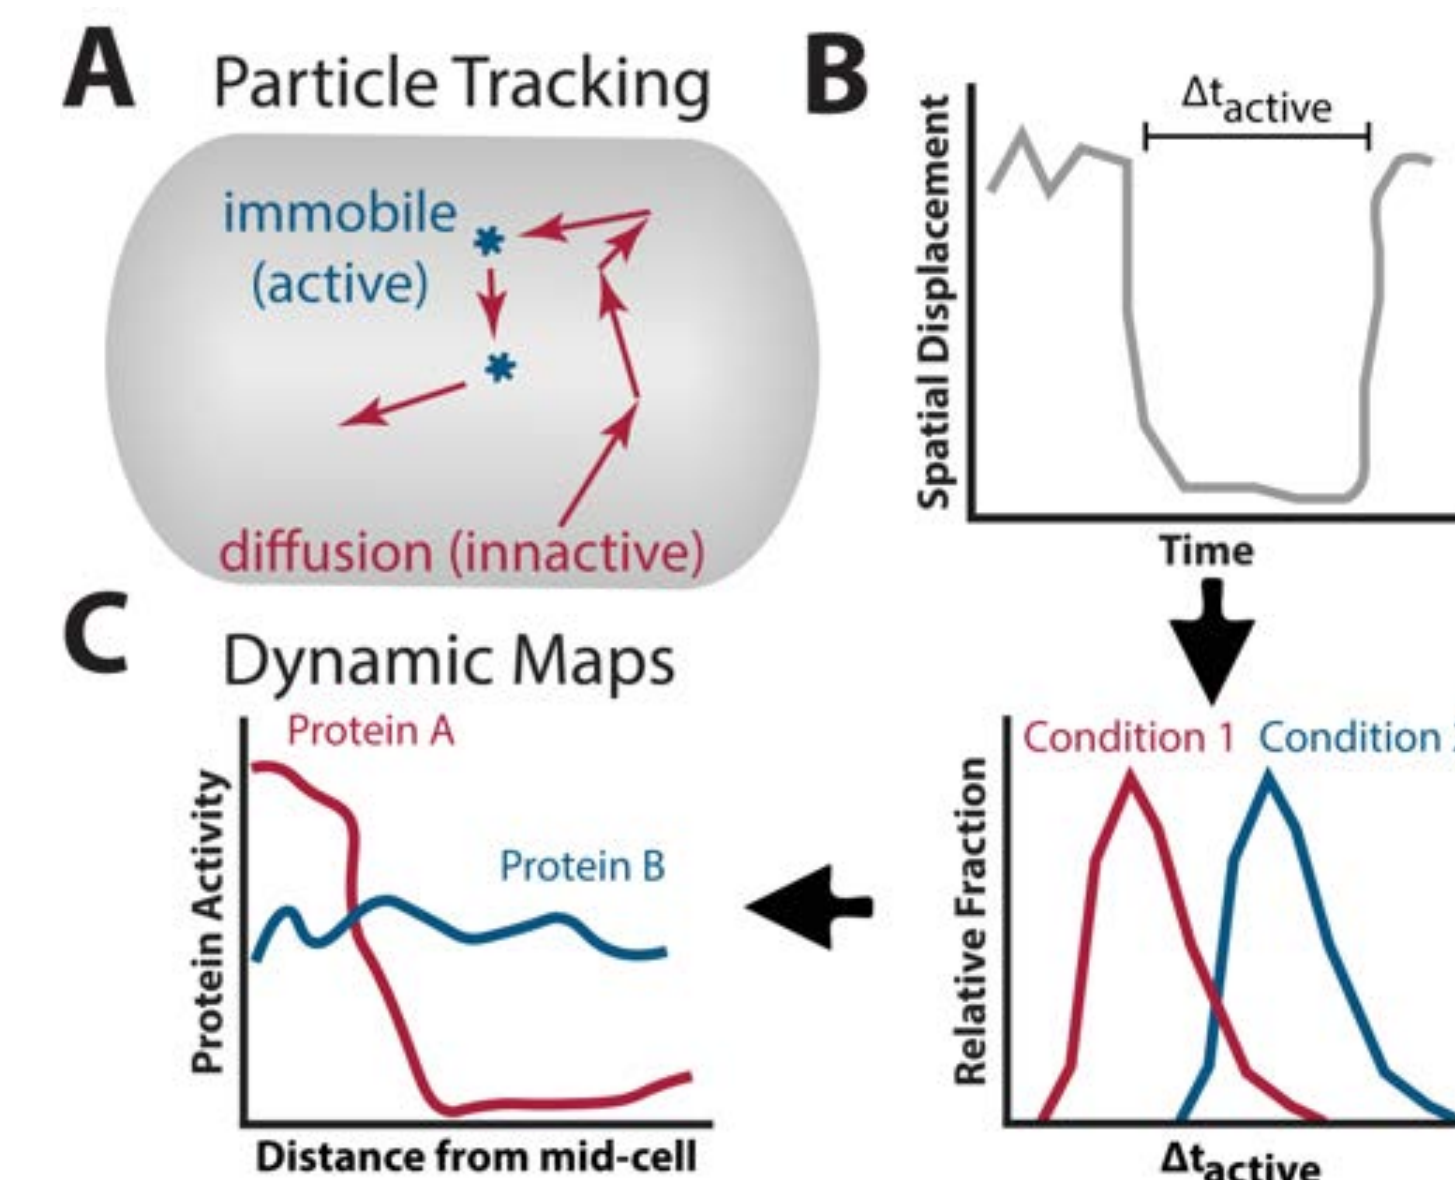 A
Particle Tracking
immobile
(active)
diffusion (innactive)
B
Δtactive
Spatial Displacement
Time
Condition 1
Condition
Relative Fraction
Δtactive
C
Dynamic Maps
Protein A
Protein B
Protein Activity
Distance from mid-cell